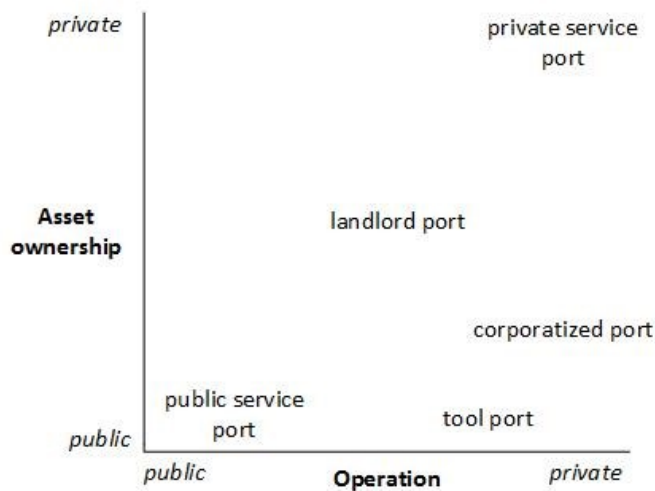 private
private service
port
Asset
ownership
landlord port
corporatized port
public service
port
tool port
public
public
Operation
private